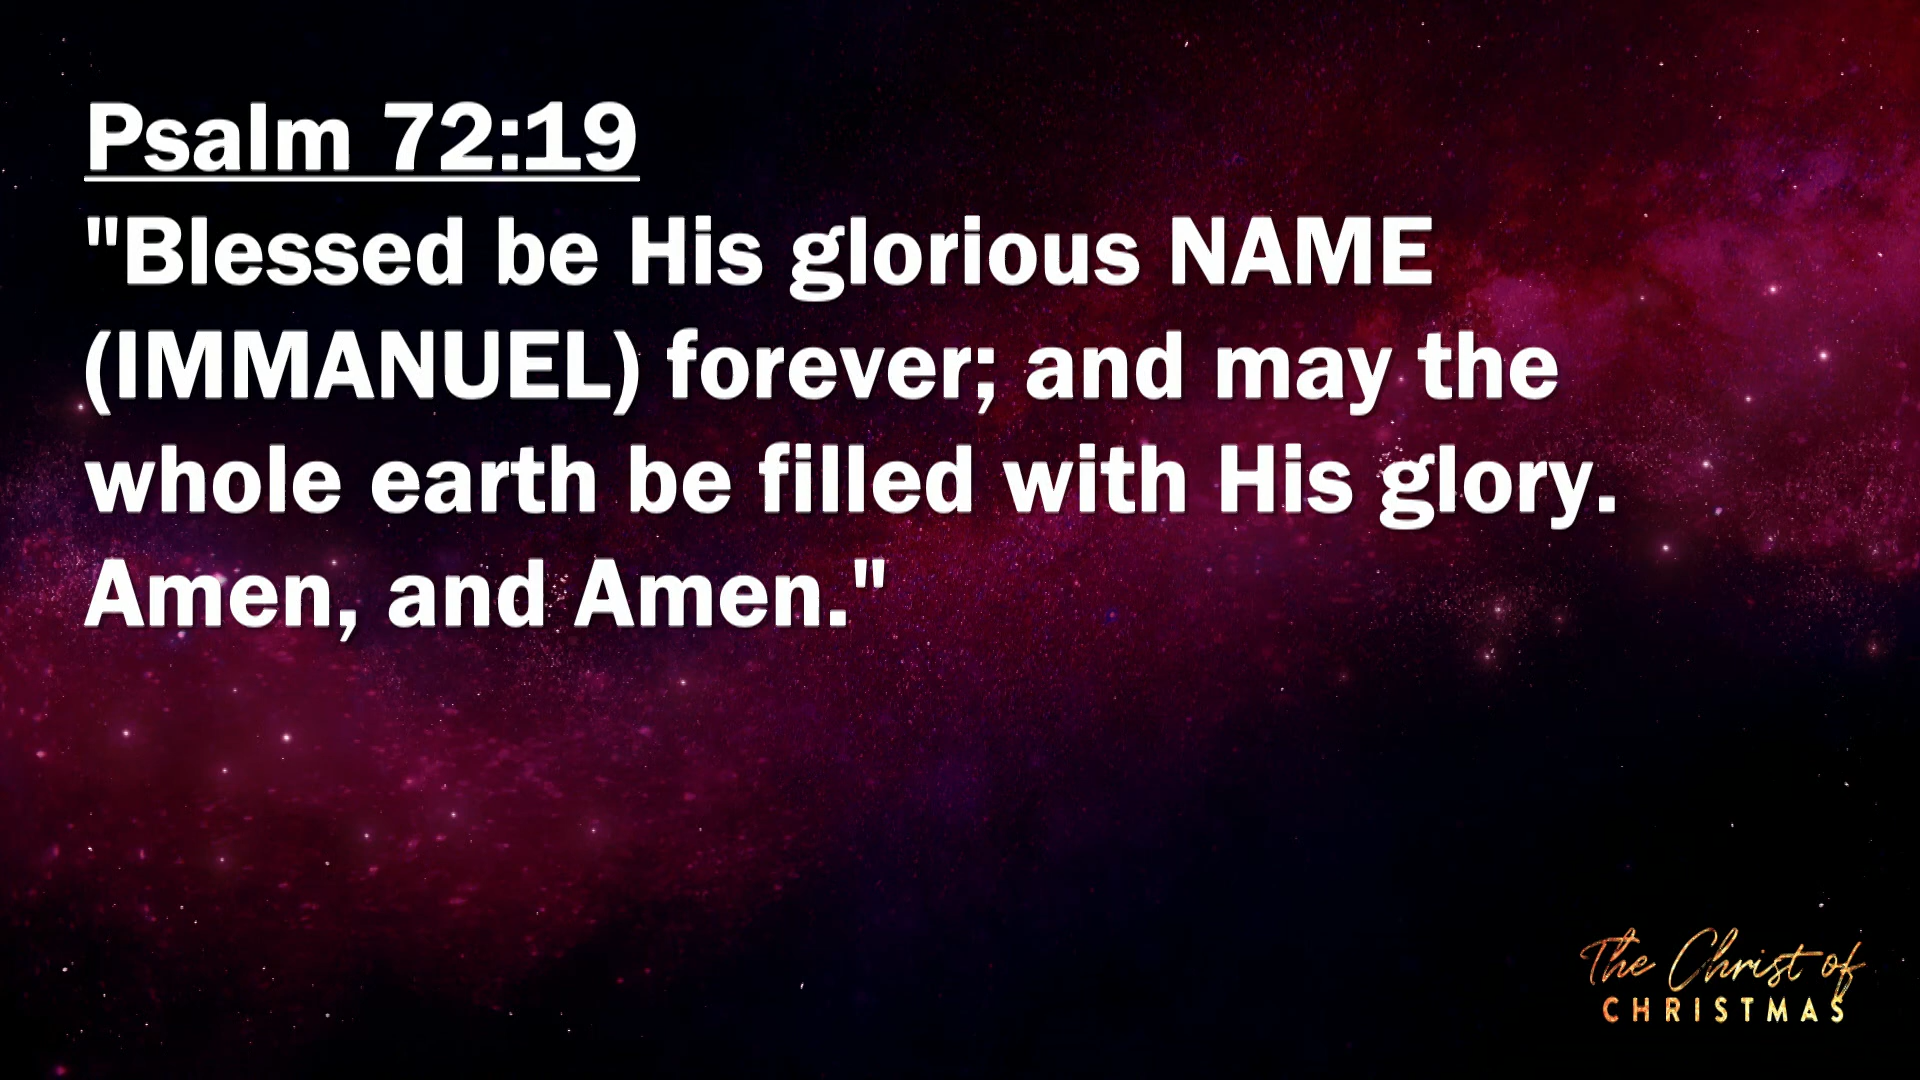 Psalm 72:19
"Blessed be His glorious NAME
(IMMANUEL) forever; and may the
whole earth be filled with His glory.
Amen, and Amen."
The Christ of
CHRISTMAS